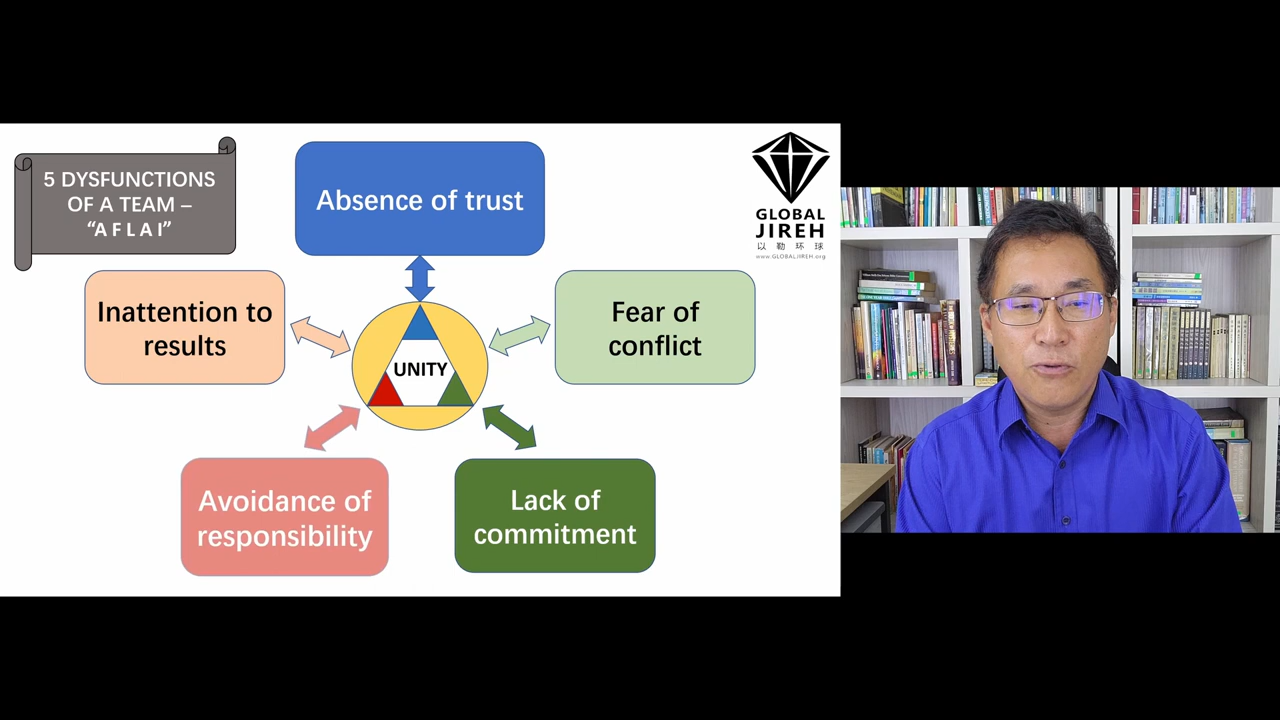 5 DYSFUNCTIONS
OF A TEAM –
“A F L A I”
Absence of trust
GLOBAL
JIREH
以勒环球
www.GLOBALJIREH.org
Inattention to
results
Fear of
conflict
UNITY
Avoidance of
responsibility
Lack of
commitment